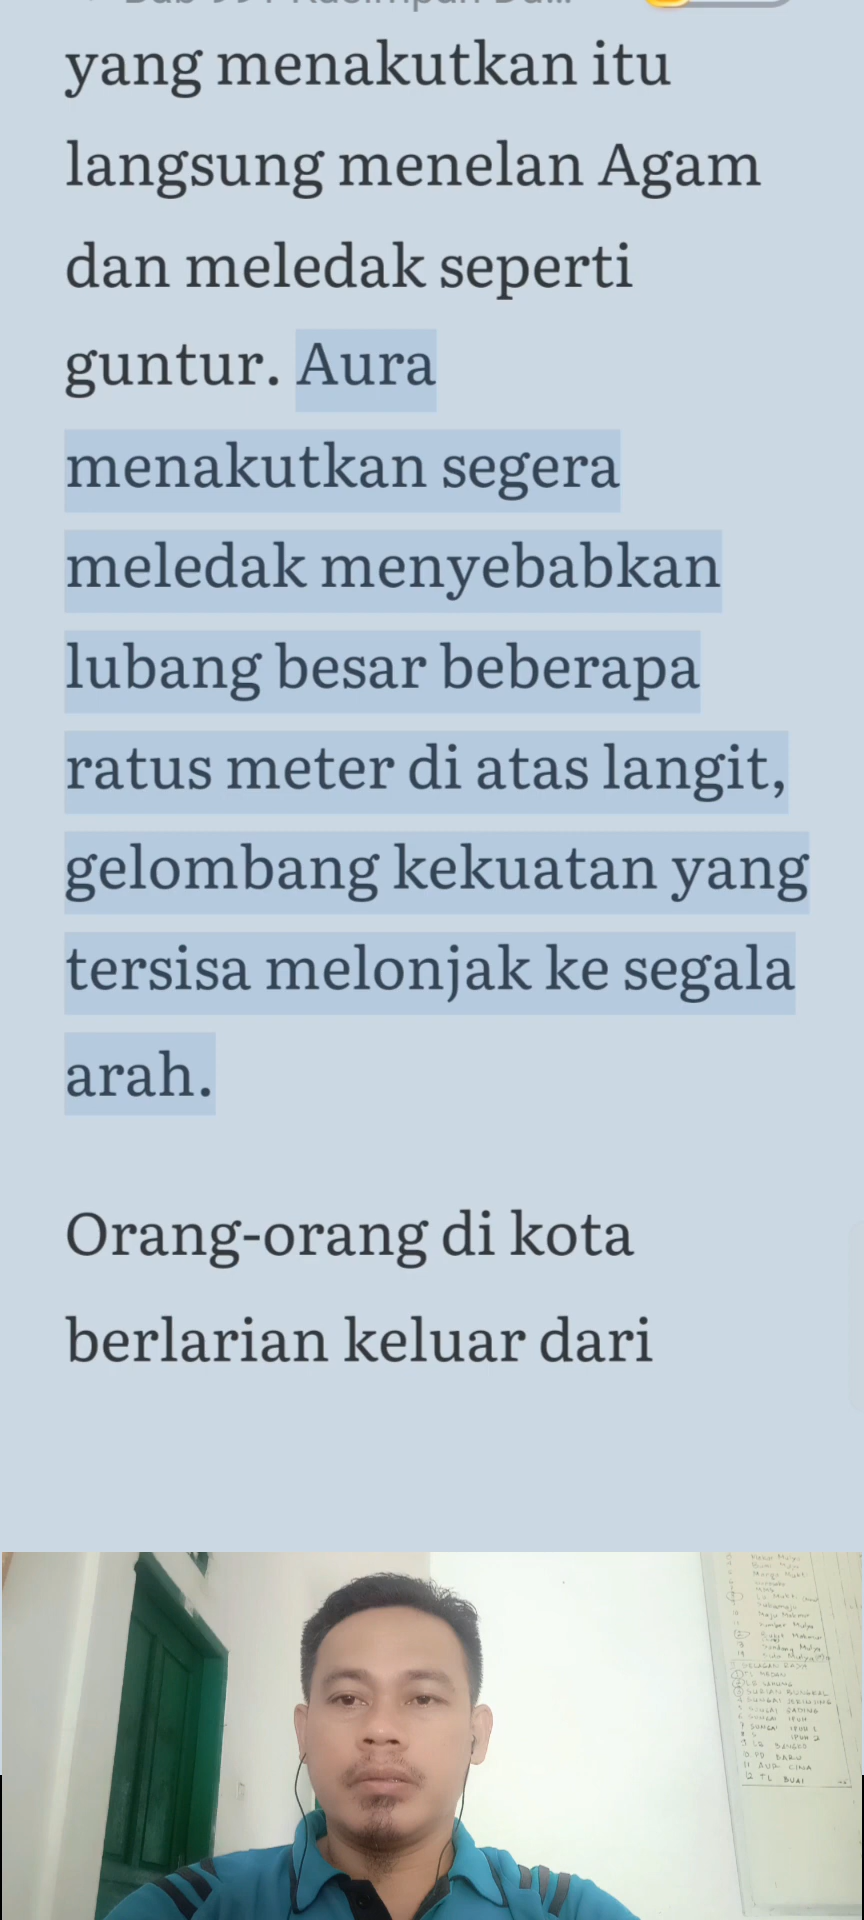 yang menakutkan itu
langsung menelan Agam
dan meledak seperti
guntur. Aura
menakutkan segera
meledak menyebabkan
lubang besar beberapa
ratus meter di atas langit,
gelombang kekuatan yang
tersisa melonjak ke segala
arah.
Orang-orang di kota
berlarian keluar dari